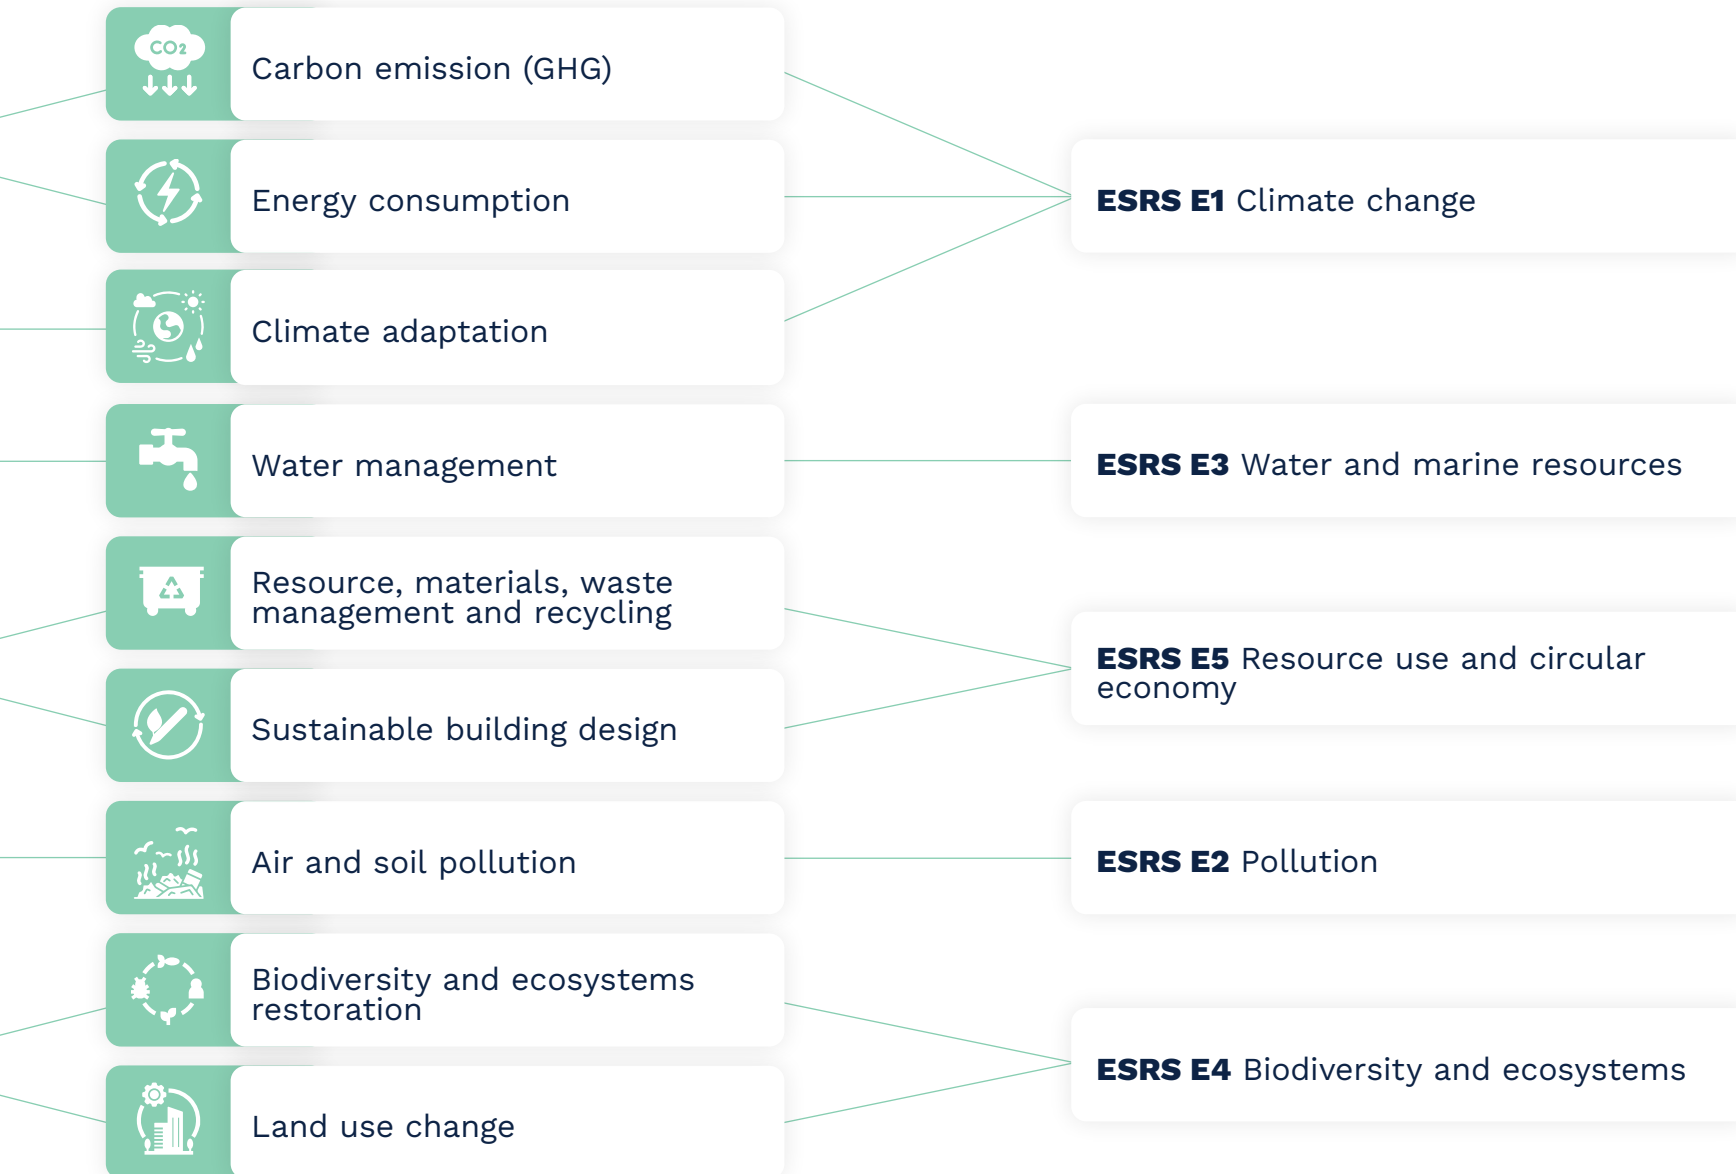 CO2
Carbon emission (GHG)
Energy consumption
Climate adaptation
Water management
Resource, materials, waste
management and recycling
Sustainable building design
Air and soil pollution
Biodiversity and ecosystems
restoration
Land use change
ESRS E1 Climate change
ESRS E3 Water and marine resources
ESRS E5 Resource use and circular
economy
ESRS E2 Pollution
ESRS E4 Biodiversity and ecosystems